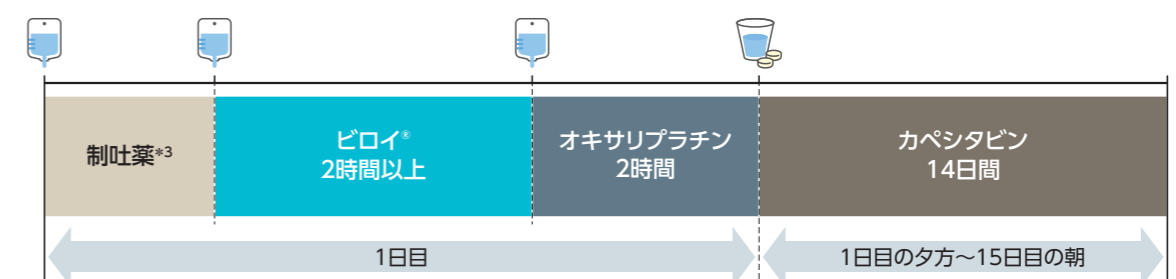 制吐薬*3
ビロイ®
2時間以上
オキサリプラチン
2時間
カペシタビン
14日間
1日目
1日目の夕方～15日目の朝